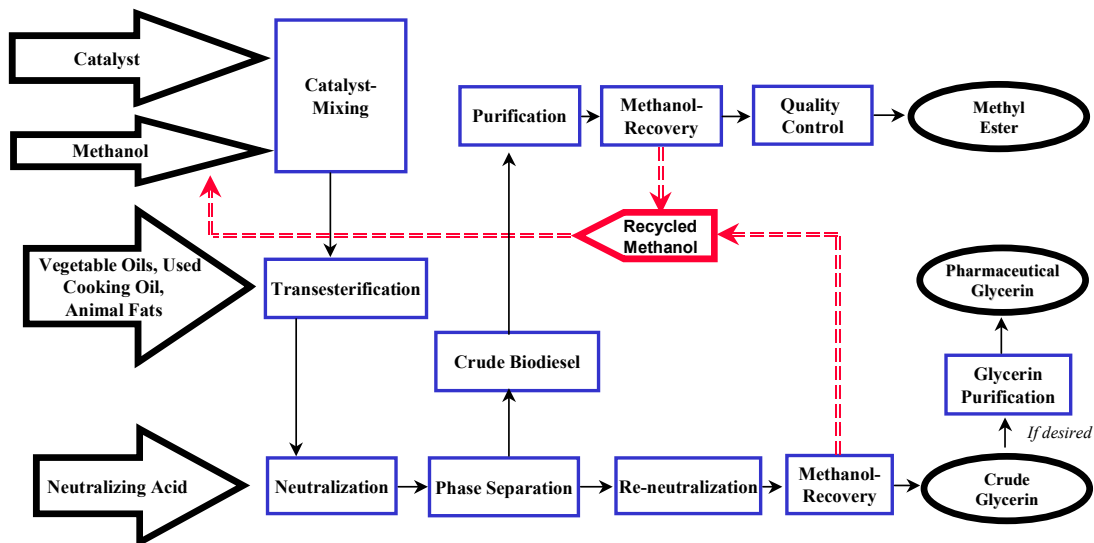 Catalyst
Catalyst-
Mixing
Methanol
Purification
Methanol-
Recovery
Quality
Control
Methyl
Ester
Recycled
Methanol
Vegetable Oils, Used
Cooking Oil,
Animal Fats
Transesterification
Pharmaceutical
Glycerin
Crude Biodiesel
Glycerin
Purification
If desired
Neutralizing Acid
Neutralization
Phase Separation
Re-neutralization
Methanol-
Recovery
Crude
Glycerin